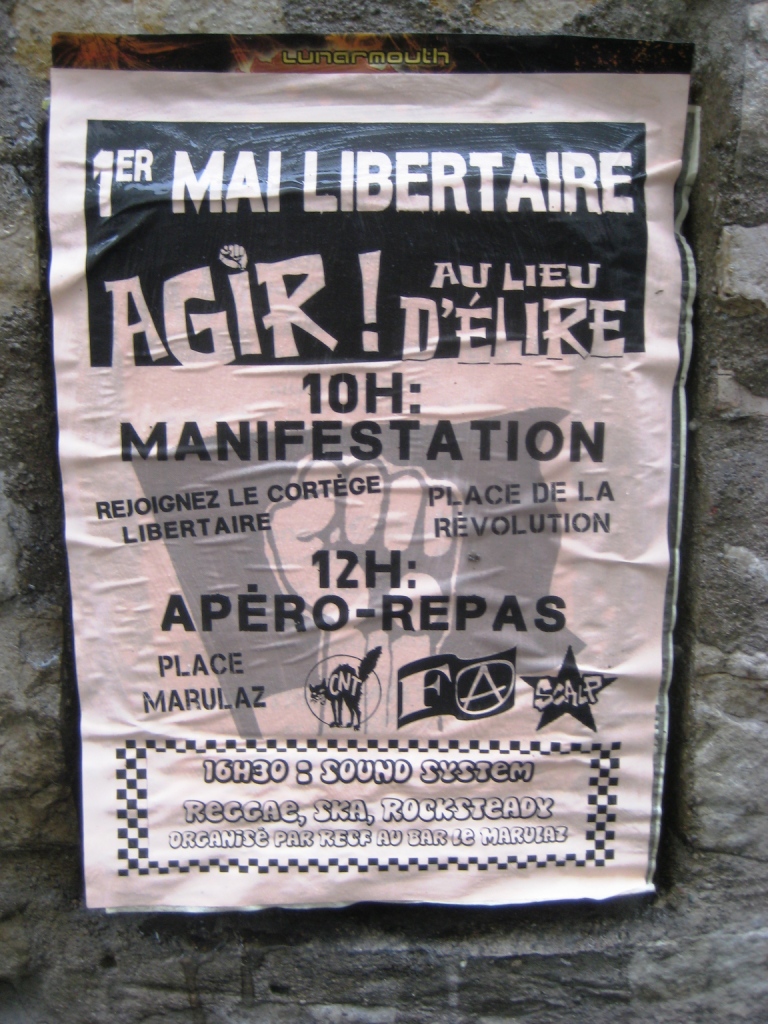 Lunarmouth
1ER MAI LIBERTAIRE
AGIR ! AU LIEU
D'ÉLIRE
10H:
MANIFESTATION
REJOIGNEZ LE CORTÈGE
LIBERTAIRE
PLACE DE LA
RÉVOLUTION
12H:
APÉRO-REPAS
PLACE
MARULAZ
CNT
FA
SCALP
16H30 : SOUND SYSTEM
REGGAE, SKA, ROCKSTEADY
ORGANISÉ PAR RECF AU BAR LE MARULAZ